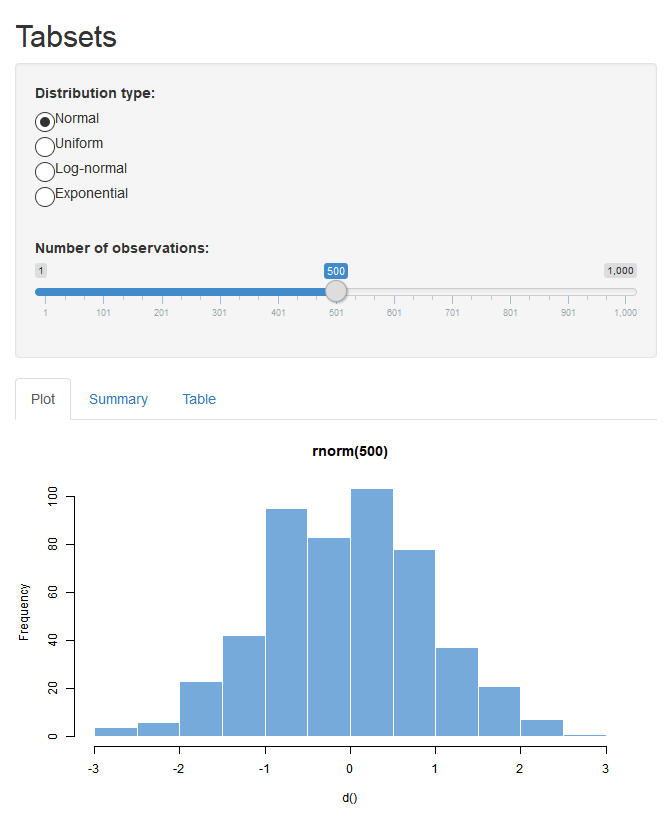 Tabsets
Distribution type:
Normal
Uniform
Log-normal
Exponential
Number of observations:
1 500 1,000
1 101 201 301 401 501 601 701 801 901 1,000
Plot Summary Table
rnorm(500)
Frequency
100
80
60
40
20
0
-3 -2 -1 0 1 2 3
d()